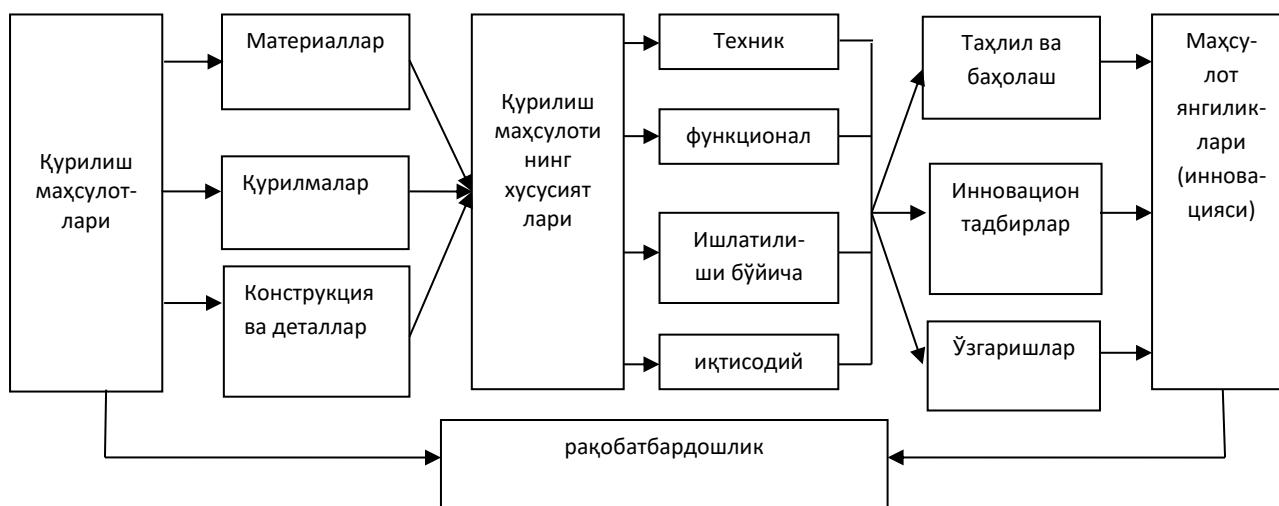 Қурилиш
маҳсулот-
лари
Материаллар
Қурилмалар
Конструкция
ва деталлар
Қурилиш
маҳсулоти
нинг
хусусият
лари
Техник
функционал
Ишлатили-
ши бўйича
иқтисодий
Таҳлил ва
баҳолаш
Инновацион
тадбирлар
Ўзгаришлар
Маҳсу-
лот
янгилик-
лари
(иннова-
цияси)
рақобатбардошлик